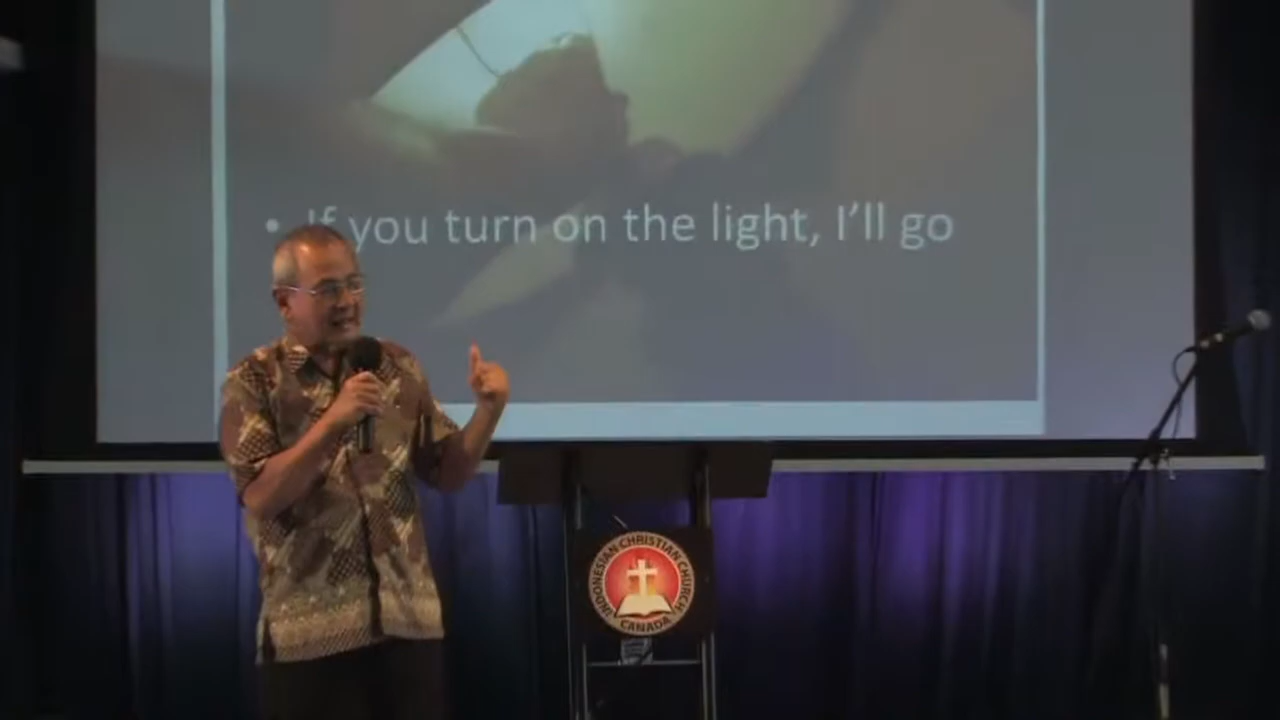 • If you turn on the light, I’ll go
INDONESIAN CHRISTIAN CHURCH
CANADA